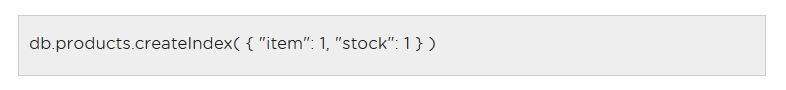 db.products.createIndex( { "item": 1, "stock": 1 } )